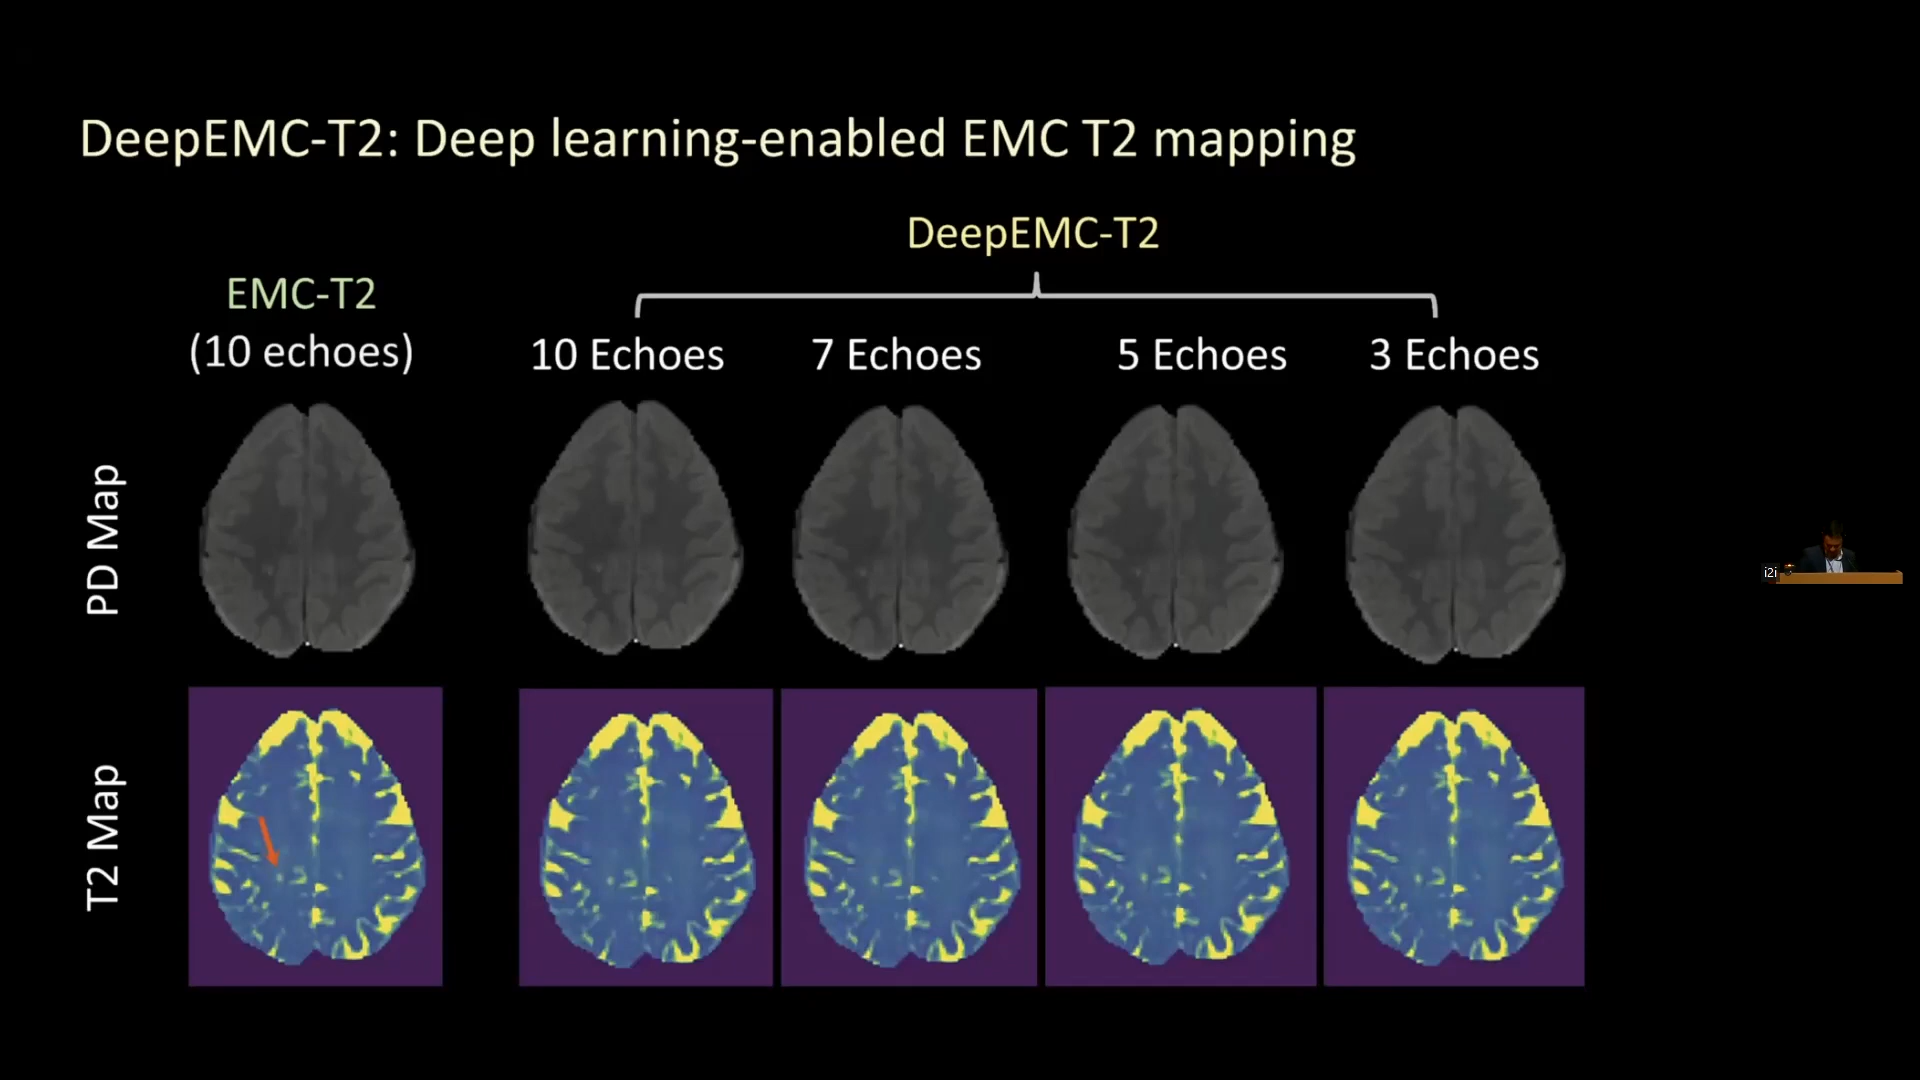 DeepEMC-T2: Deep learning-enabled EMC T2 mapping
DeepEMC-T2
EMC-T2
(10 echoes)
10 Echoes
7 Echoes
5 Echoes
3 Echoes
PD Map
T2 Map
i2i